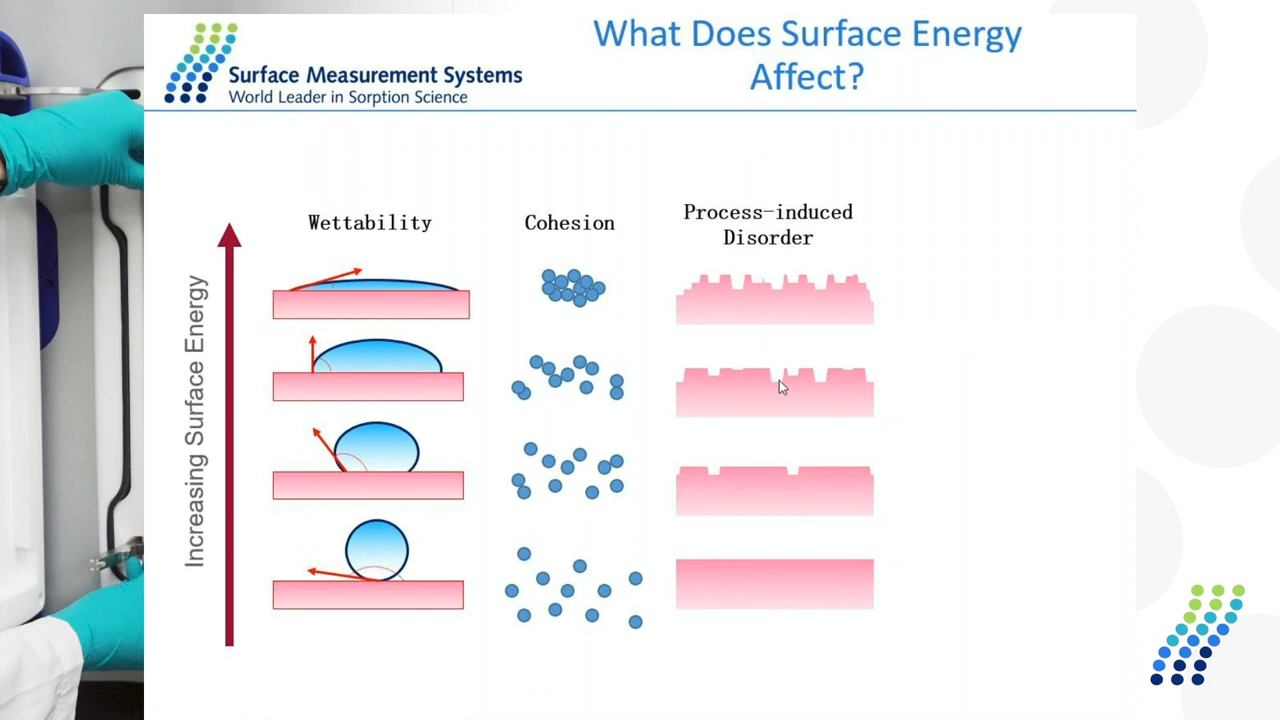 What Does Surface Energy
Affect?
Surface Measurement Systems
World Leader in Sorption Science
Wettability
Cohesion
Process-induced
Disorder
Increasing Surface Energy